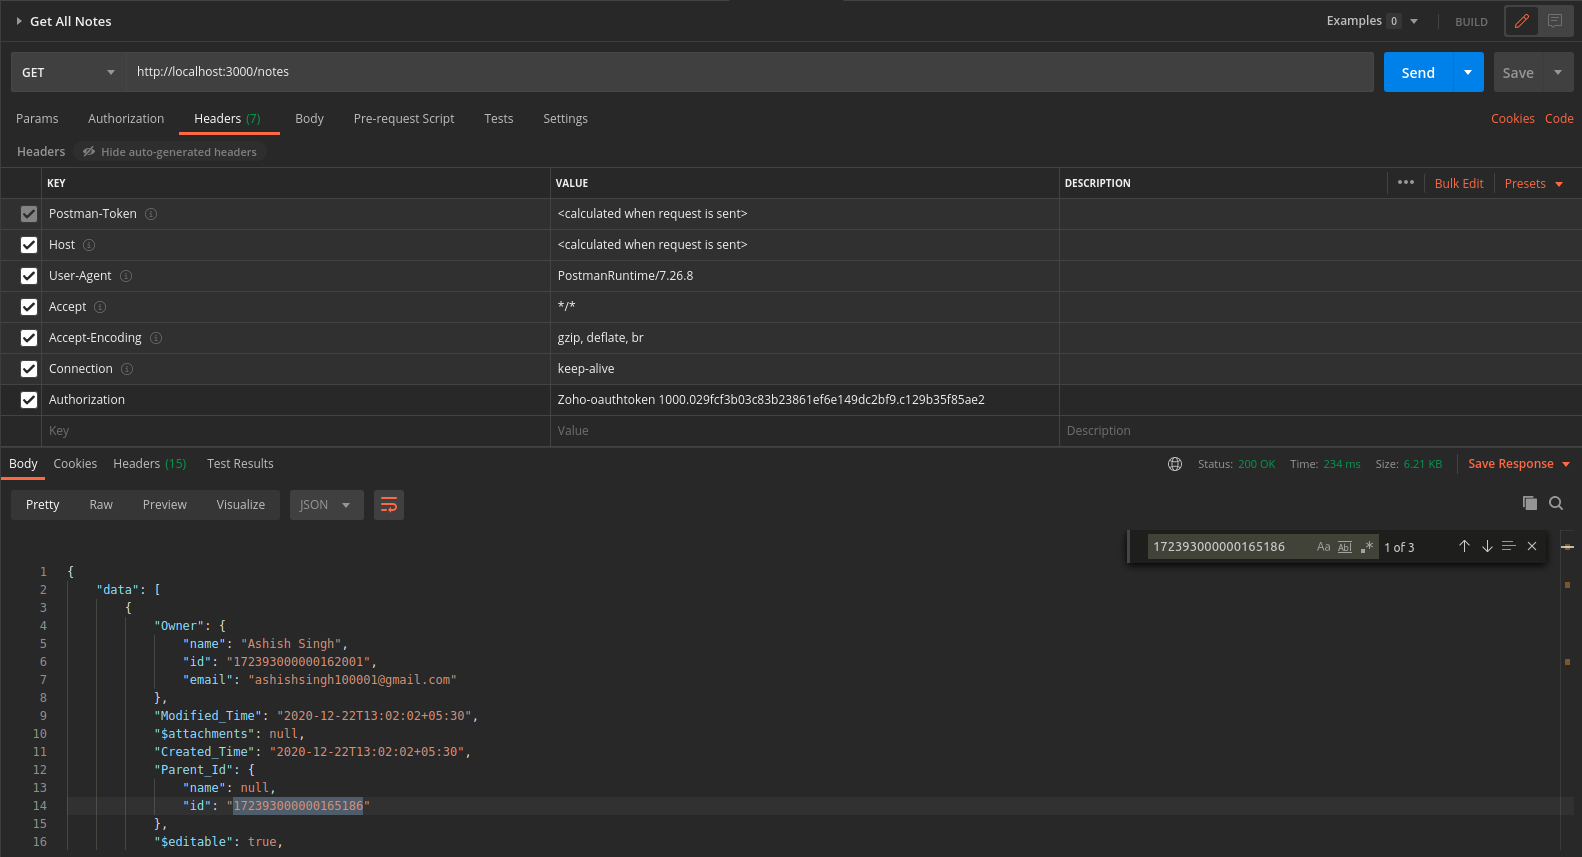 Get All Notes Examples 0 BUILD
GET http://localhost:3000/notes Send Save
Params Authorization Headers (7) Body Pre-request Script Tests Settings Cookies Code
Headers Hide auto-generated headers
KEY VALUE DESCRIPTION ••• Bulk Edit Presets
Postman-Token <calculated when request is sent>
Host <calculated when request is sent>
User-Agent PostmanRuntime/7.26.8
Accept */*
Accept-Encoding gzip, deflate, br
Connection keep-alive
Authorization Zoho-oauthtoken 1000.029fcf3b03c83b23861ef6e149dc2bf9.c129b35f85ae2
Key Value Description
Body Cookies Headers (15) Test Results Status: 200 OK Time: 234 ms Size: 6.21 KB Save Response
Pretty Raw Preview Visualize JSON
172393000000165186 Aa Abl .* 1 of 3
1 {
2 "data": [
3 {
4 "Owner": {
5 "name": "Ashish Singh",
6 "id": "172393000000162001",
7 "email": "ashishsingh100001@gmail.com"
8 },
9 "Modified_Time": "2020-12-22T13:02:02+05:30",
10 "$attachments": null,
11 "Created_Time": "2020-12-22T13:02:02+05:30",
12 "Parent_Id": {
13 "name": null,
14 "id": "172393000000165186"
15 },
16 "$editable": true,